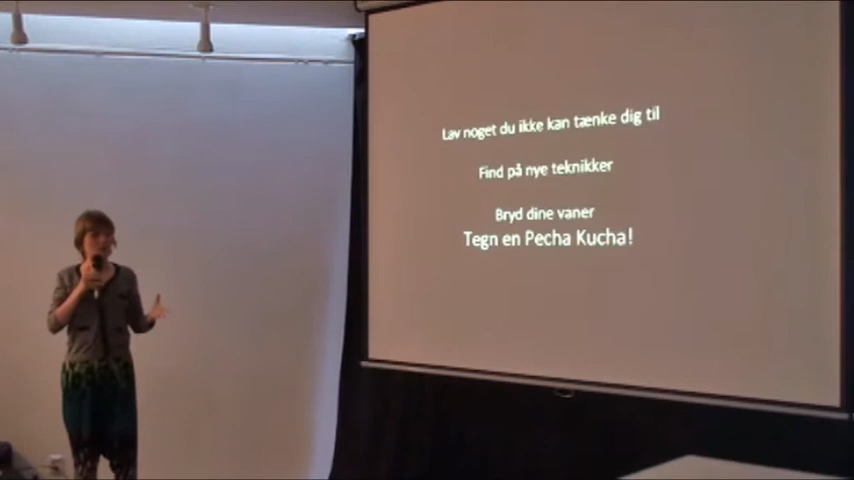 Lav noget du ikke kan tænke dig til
Find på nye teknikker
Bryd dine vaner
Tegn en Pecha Kucha!